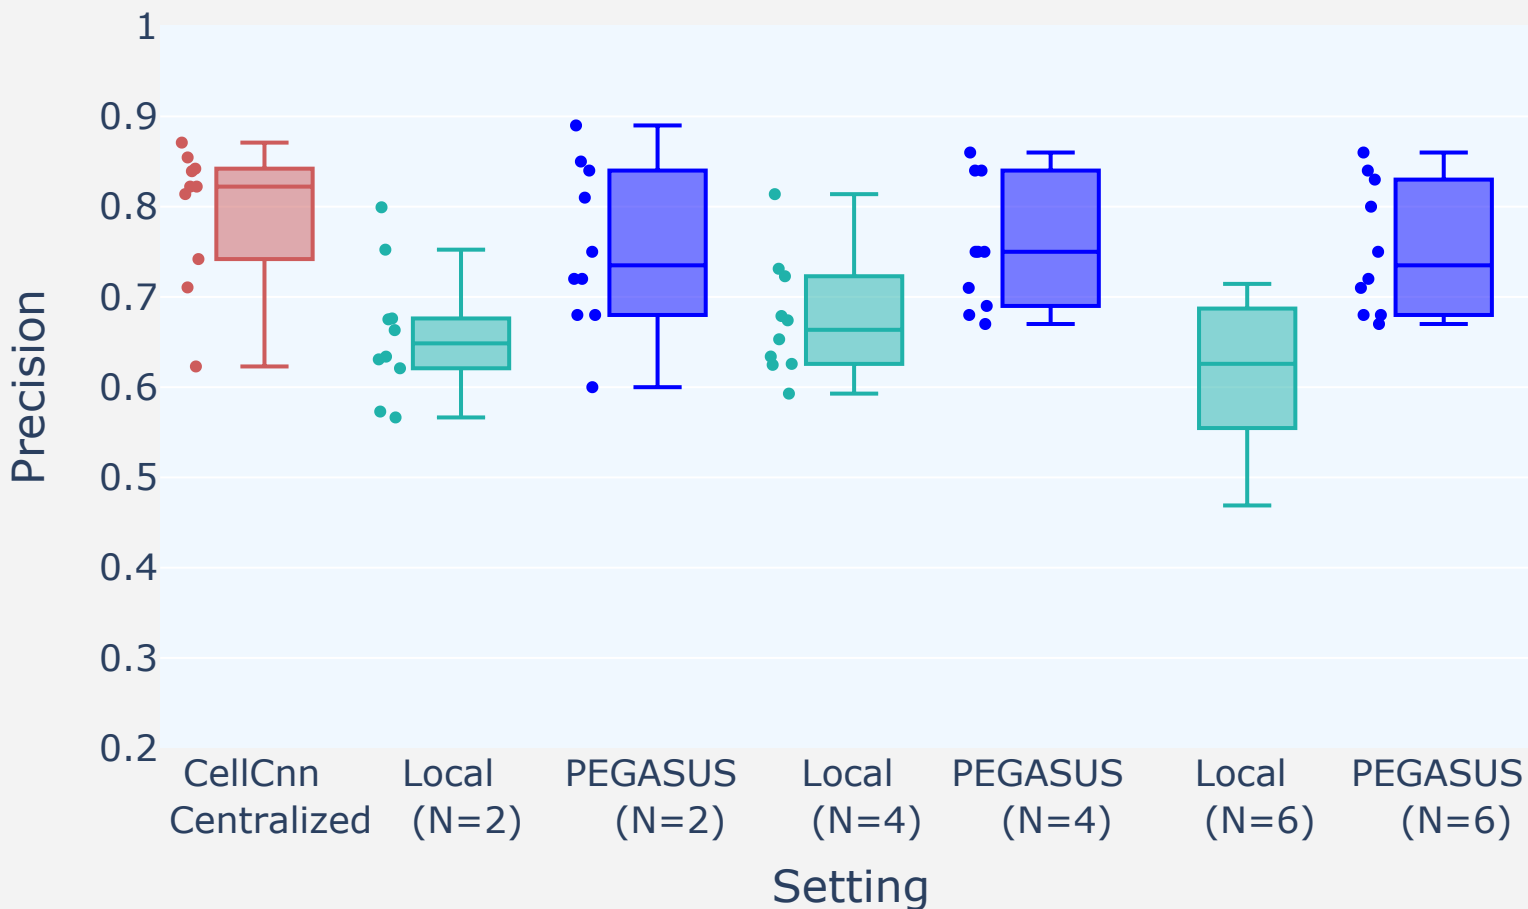 1
0.9
0.8
0.7
0.6
0.5
0.4
0.3
0.2
Precision
CellCnn
Centralized
Local
(N=2)
PEGASUS
(N=2)
Local
(N=4)
PEGASUS
(N=4)
Local
(N=6)
PEGASUS
(N=6)
Setting